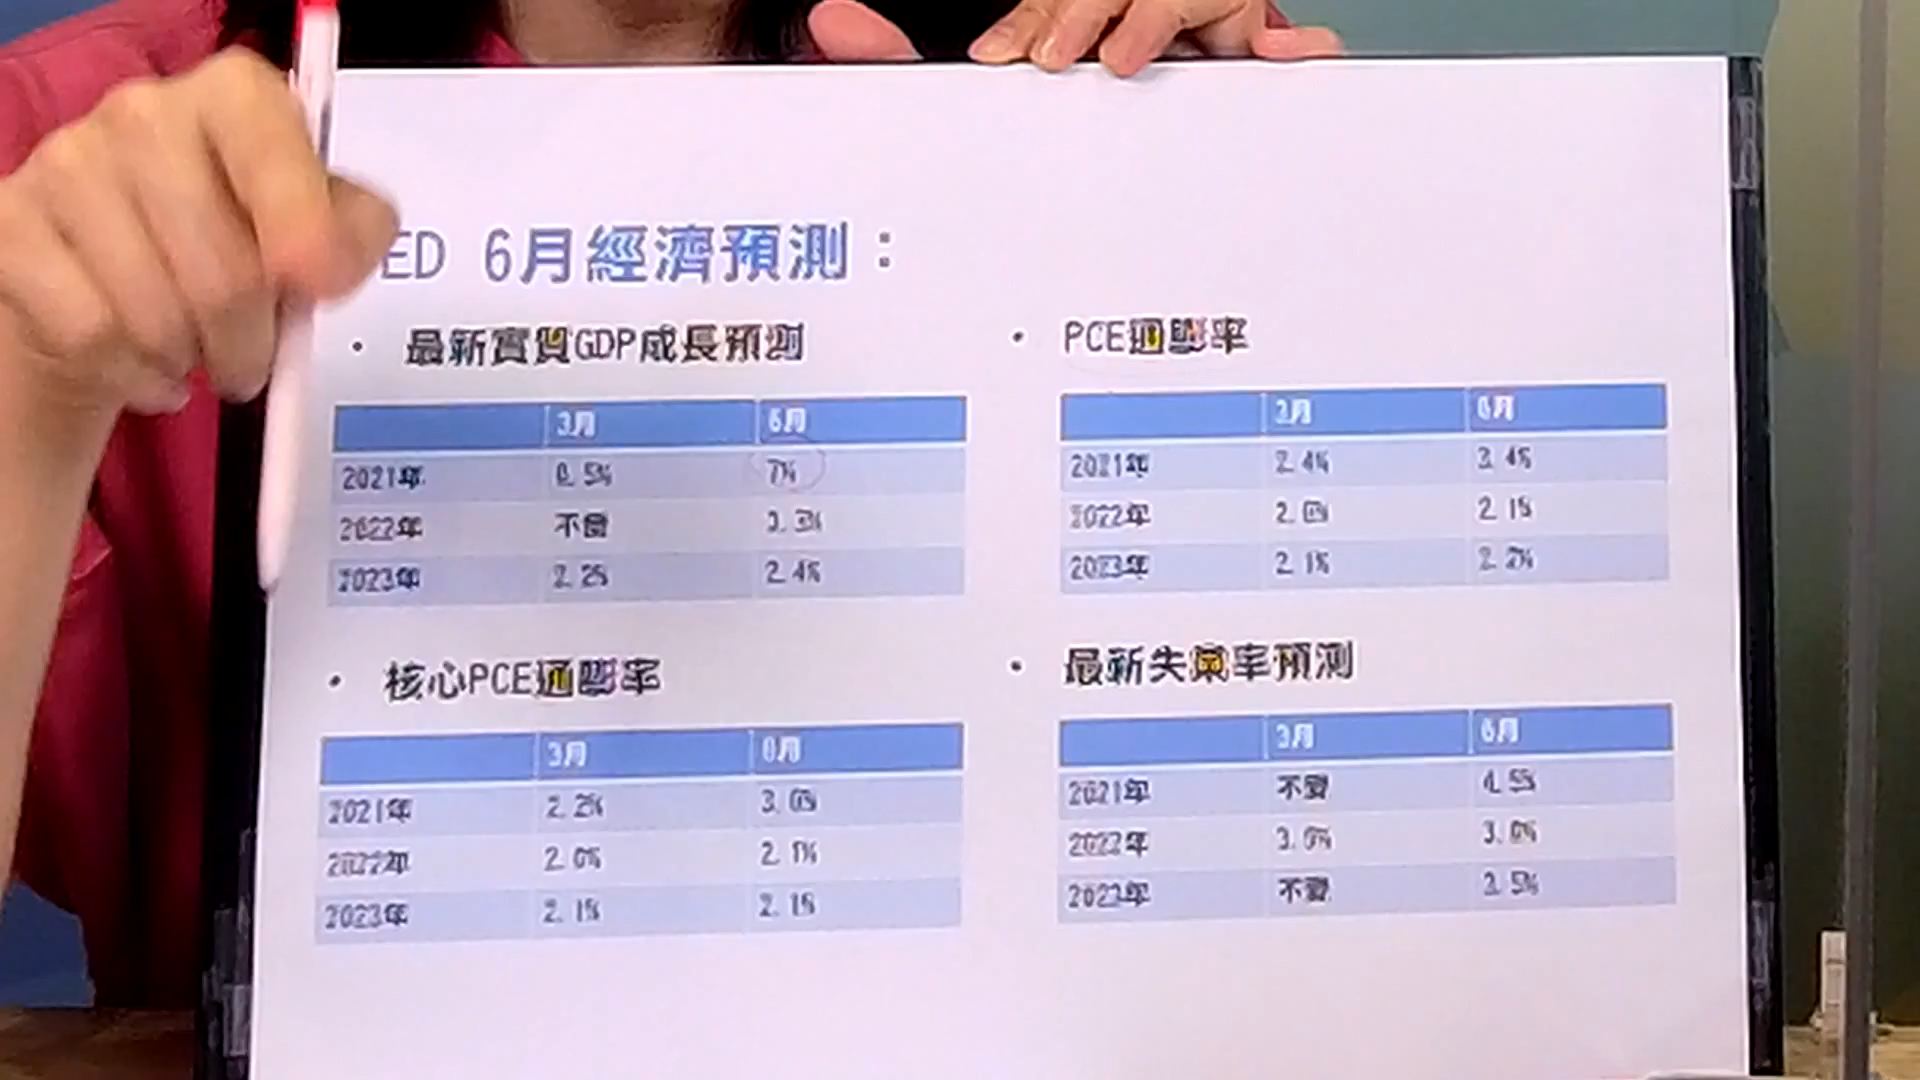 ED 6月經濟預測：
• 最新實質GDP成長預測
3月 6月
2021年 6.5% 7%
2022年 不變 3.3%
2023年 2.2% 2.4%
• PCE通膨率
3月 6月
2021年 2.4% 3.4%
2022年 2.0% 2.1%
2023年 2.1% 2.2%
• 核心PCE通膨率
3月 6月
2021年 2.2% 3.0%
2022年 2.0% 2.1%
2023年 2.1% 2.1%
• 最新失業率預測
3月 6月
2021年 不變 4.5%
2022年
2023年 不變 3.5%